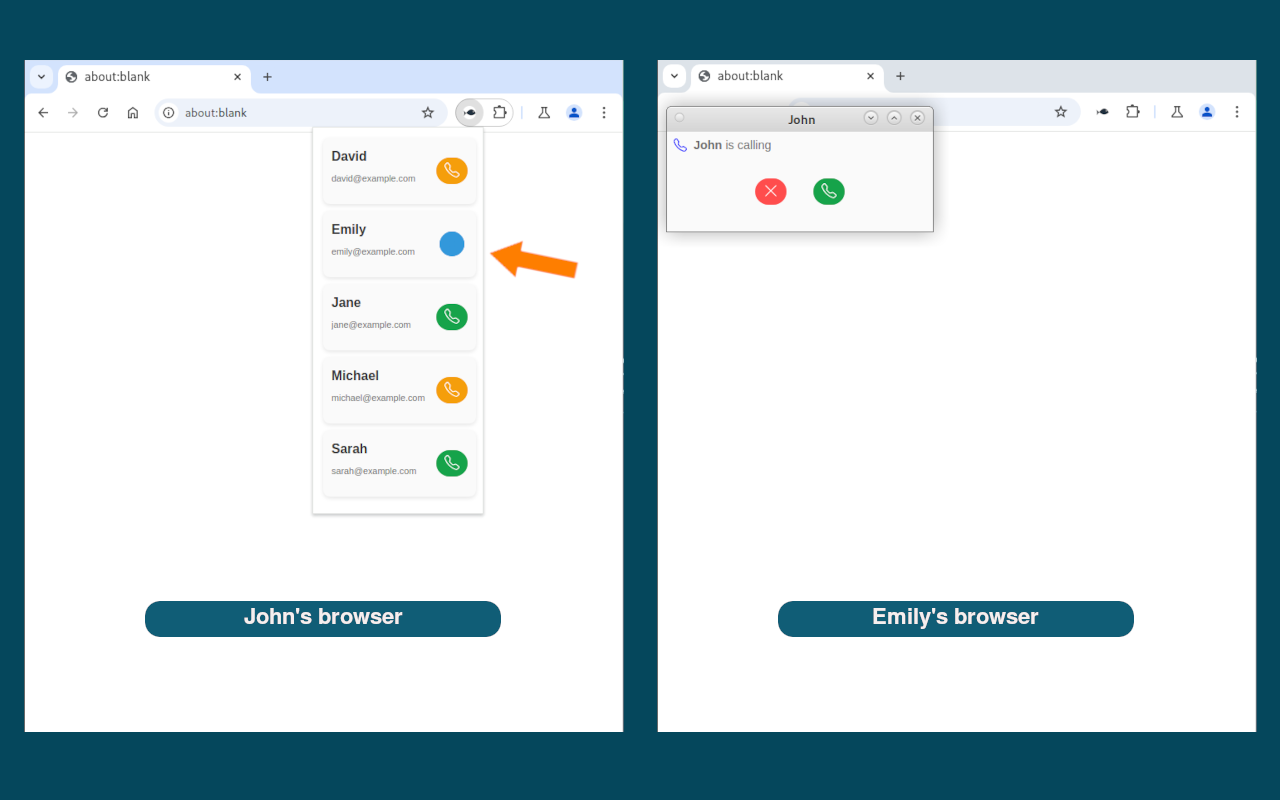 about:blank
about:blank
David
david@example.com
Emily
emily@example.com
Jane
jane@example.com
Michael
michael@example.com
Sarah
sarah@example.com
John's browser
about:blank
John
John is calling
Emily's browser